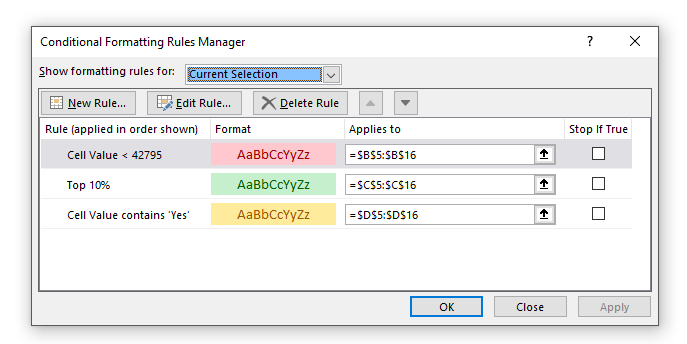 Conditional Formatting Rules Manager
Show formatting rules for: Current Selection
New Rule... Edit Rule... Delete Rule
Rule (applied in order shown) Format Applies to Stop If True
Cell Value < 42795 AaBbCcYyZz =$B$5:$B$16
Top 10% AaBbCcYyZz =$C$5:$C$16
Cell Value contains 'Yes' AaBbCcYyZz =$D$5:$D$16
OK Close Apply